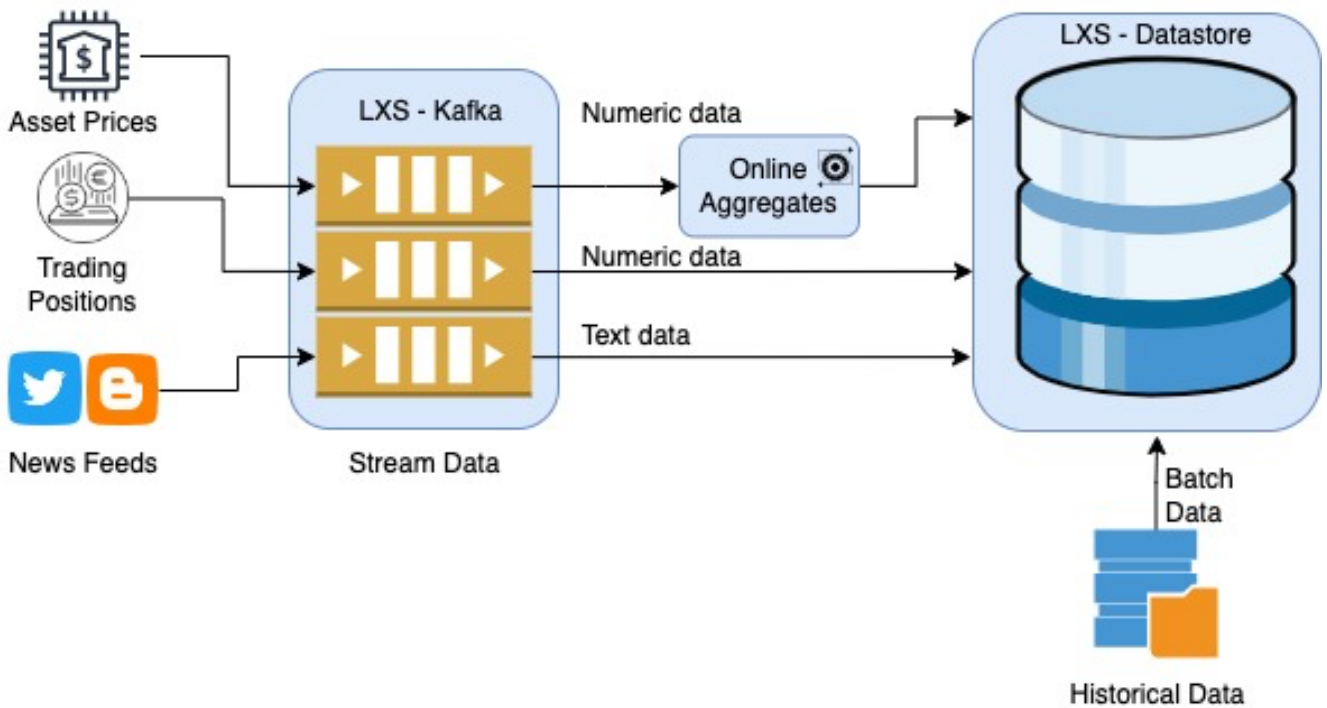 Asset Prices
Trading
Positions
News Feeds
LXS - Kafka
Stream Data
Numeric data
Online
Aggregates
Numeric data
Text data
LXS - Datastore
Batch
Data
Historical Data